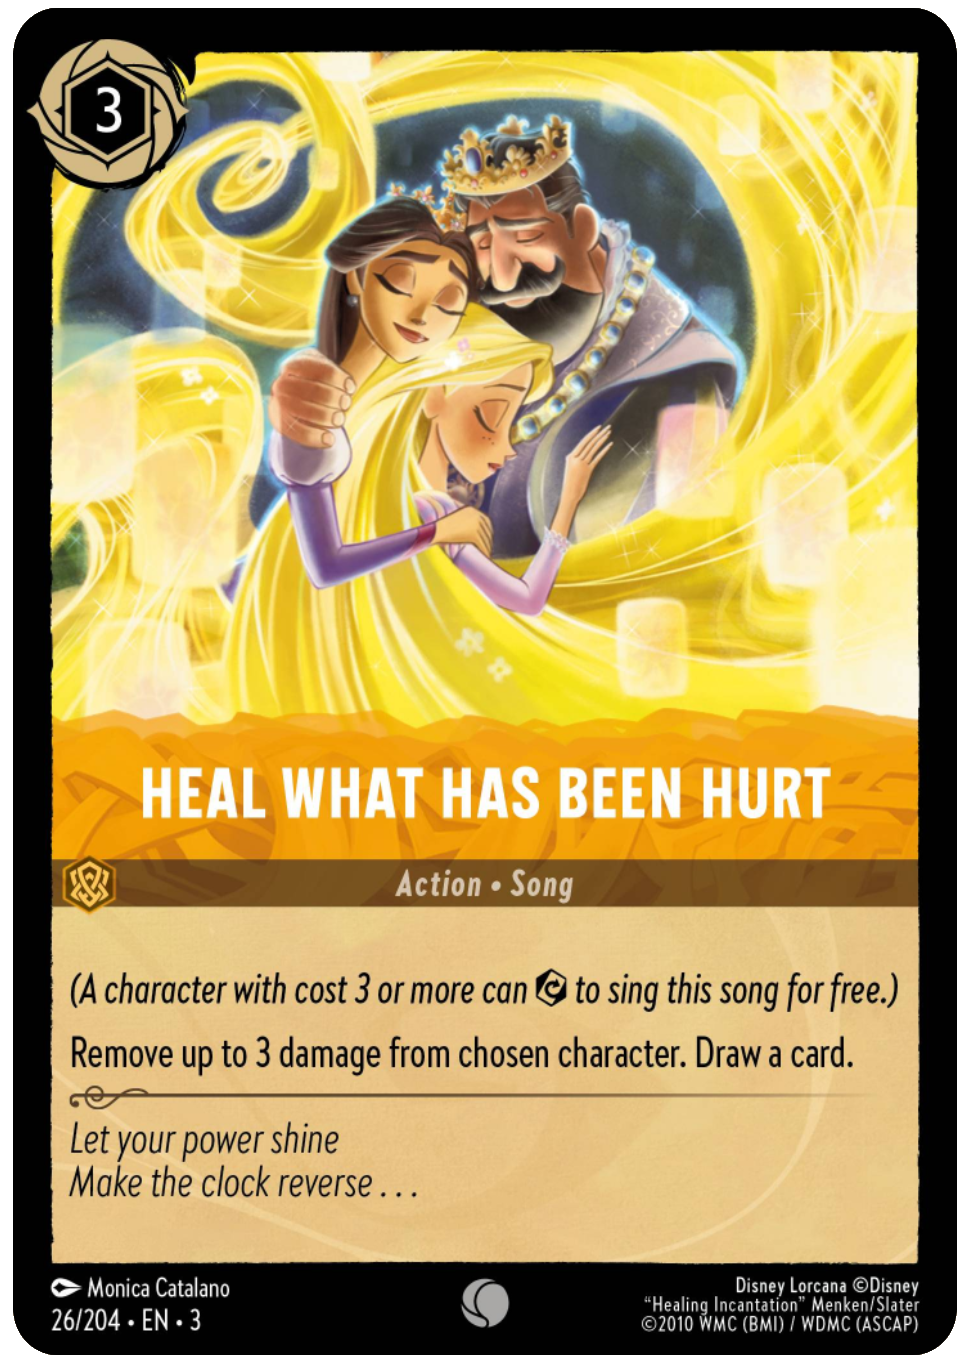 3
HEAL WHAT HAS BEEN HURT
Action • Song
(A character with cost 3 or more can to sing this song for free.)
Remove up to 3 damage from chosen character. Draw a card.
Let your power shine
Make the clock reverse . . .
Monica Catalano
26/204 • EN • 3
Disney Lorcana ©Disney
“Healing Incantation” Menken/Slater
©2010 WMC (BMI) / WDMC (ASCAP)